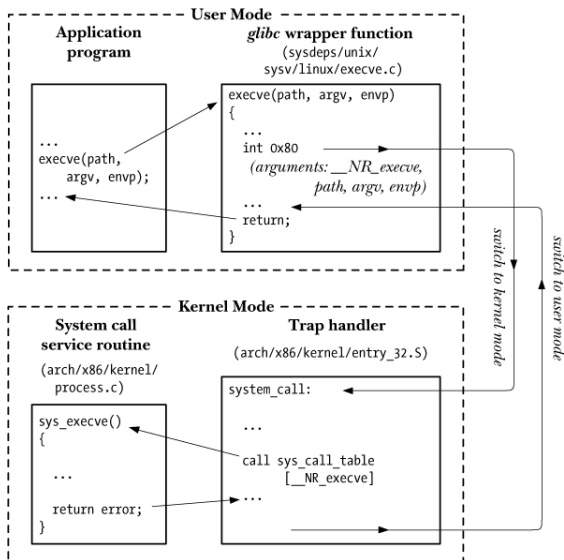 User Mode
Application
program
...
execve(path,
argv, envp);
...
glibc wrapper function
(sysdeps/unix/
sysv/linux/execve.c)
execve(path, argv, envp)
{
...
int 0x80
(arguments: __NR_execve,
path, argv, envp)
...
return;
}
switch to kernel mode
switch to user mode
Kernel Mode
System call
service routine
(arch/x86/kernel/
process.c)
sys_execve()
{
...
return error;
}
Trap handler
(arch/x86/kernel/entry_32.S)
system_call:
...
call sys_call_table
[__NR_execve]
...